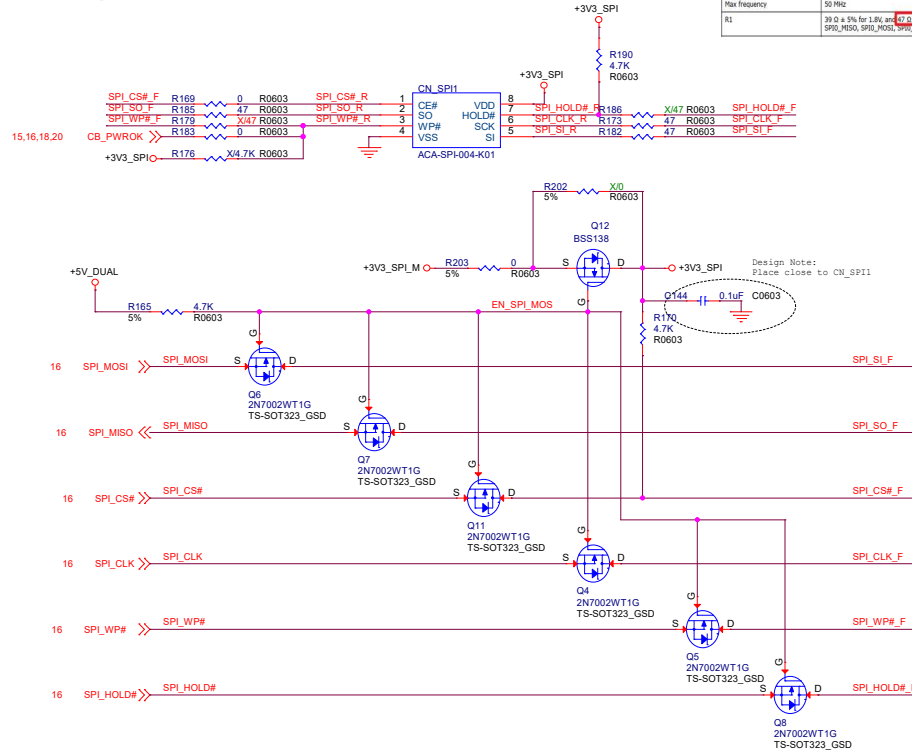 Max frequency 50 MHz
R1 39 Ω ± 5% for 1.8V, and 47 Ω
SPI0_MISO, SPI0_MOSI,
+3V3_SPI
R190
4.7K
R0603
+3V3_SPI
CN_SPI1
SPI_CS#_F R169 0 R0603 SPI_CS#_R 1 CE# VDD 8
SPI_SO_F R185 47 R0603 SPI_SO_R 2 SO HOLD# 7 SPI_HOLD#_R R186 X/47 R0603 SPI_HOLD#_F
SPI_WP#_F R179 X/47 R0603 SPI_WP#_R 3 WP# SCK 6 SPI_CLK_R R173 47 R0603 SPI_CLK_F
15,16,18,20 CB_PWROK R183 0 R0603 4 VSS SI 5 SPI_SI_R R182 47 R0603 SPI_SI_F
+3V3_SPI R176 X/4.7K R0603
ACA-SPI-004-K01
R202 X/0
5% R0603
Q12
BSS138
+3V3_SPI_M R203 0 S D +3V3_SPI
5% R0603
G
Design Note:
Place close to CN_SPI1
+5V_DUAL
C144 0.1uF C0603
R165 4.7K
5% R0603
EN_SPI_MOS
R170
4.7K
R0603
G
16 SPI_MOSI SPI_MOSI S D SPI_SI_F
Q6
2N7002WT1G
TS-SOT323_GSD
G
16 SPI_MISO SPI_MISO S D SPI_SO_F
Q7
2N7002WT1G
TS-SOT323_GSD
G
16 SPI_CS# SPI_CS# S D SPI_CS#_F
Q11
2N7002WT1G
TS-SOT323_GSD
G
16 SPI_CLK SPI_CLK S D SPI_CLK_F
Q4
2N7002WT1G
TS-SOT323_GSD
G
16 SPI_WP# SPI_WP# S D SPI_WP#_F
Q5
2N7002WT1G
TS-SOT323_GSD
G
16 SPI_HOLD# SPI_HOLD# S D SPI_HOLD#_
Q8
2N7002WT1G
TS-SOT323_GSD